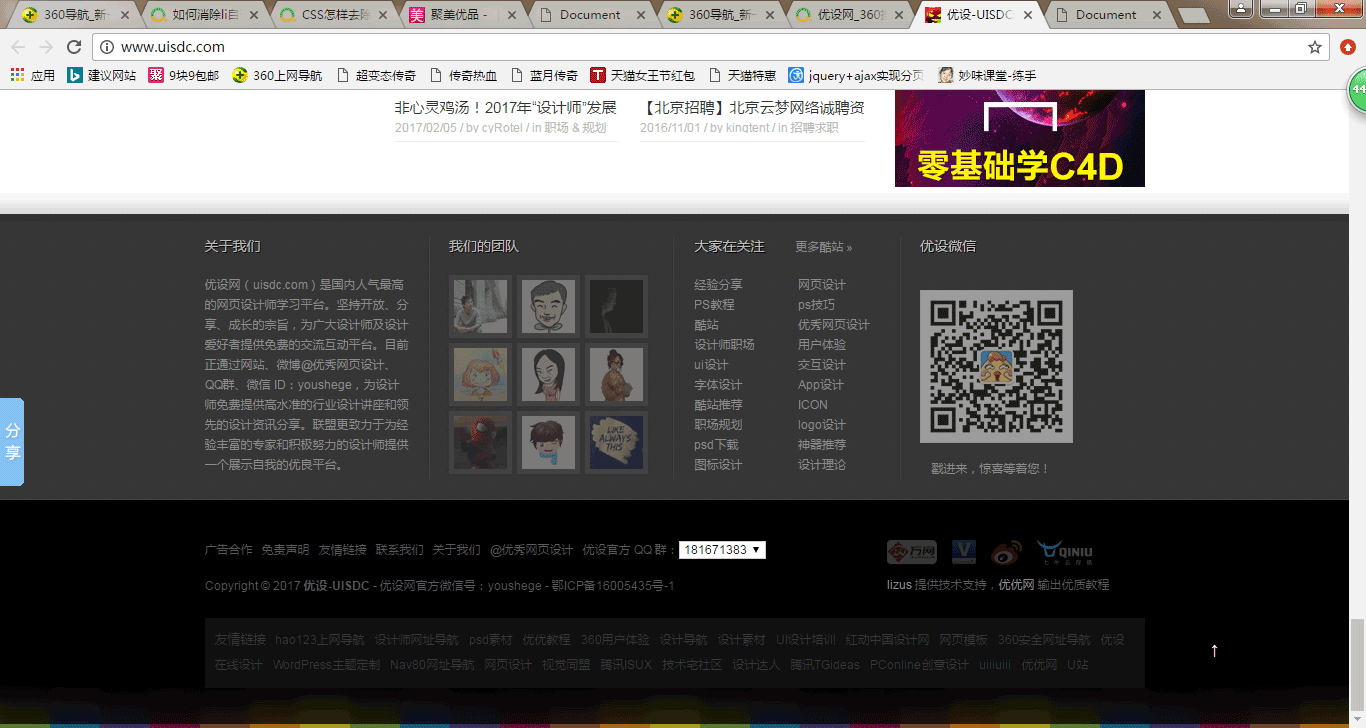 360导航_新一
如何消除li目
CSS怎样去除
聚美优品 -
Document
360导航_新一
优设网_360搜
优设-UISDC
Document
www.uisdc.com
应用 建议网站 9块9包邮 360上网导航 超变态传奇 传奇热血 蓝月传奇 天猫女王节红包 天猫特惠 jquery+ajax实现分页 妙味课堂-练手
44
非心灵鸡汤！2017年“设计师”发展
2017/02/05 / by cyRotel / in 职场 & 规划
【北京招聘】北京云梦网络诚聘资
2016/11/01 / by kingtent / in 招聘求职
零基础学C4D
分享
关于我们
优设网（uisdc.com）是国内人气最高
的网页设计师学习平台。坚持开放、分
享、成长的宗旨，为广大设计师及设计
爱好者提供免费的交流互动平台。目前
正通过网站、微博@优秀网页设计、
QQ群、微信 ID：youshege，为设计
师免费提供高水准的行业设计讲座和领
先的设计资讯分享。联盟更致力于为经
验丰富的专家和积极努力的设计师提供
一个展示自我的优良平台。
我们的团队
LIKE
ALWAYS
THIS
大家在关注 更多酷站 »
经验分享 网页设计
PS教程 ps技巧
酷站 优秀网页设计
设计师职场 用户体验
ui设计 交互设计
字体设计 App设计
酷站推荐 ICON
职场规划 logo设计
psd下载 神器推荐
图标设计 设计理论
优设微信
戳进来，惊喜等着您！
广告合作 免责声明 友情链接 联系我们 关于我们 @优秀网页设计 优设官方 QQ 群： 181671383
Copyright © 2017 优设-UISDC - 优设网官方微信号：youshege - 鄂ICP备16005435号-1
万网 V QINIU
lizus 提供技术支持，优优网 输出优质教程
友情链接 hao123上网导航 设计师网址导航 psd素材 优优教程 360用户体验 设计导航 设计素材 UI设计培训 红动中国设计网 网页模板 360安全网址导航 优设
在线设计 WordPress主题定制 Nav80网址导航 网页设计 视觉同盟 腾讯ISUX 技术宅社区 设计达人 腾讯TGideas PConline创意设计 uiiiuiii 优优网 U站
↑